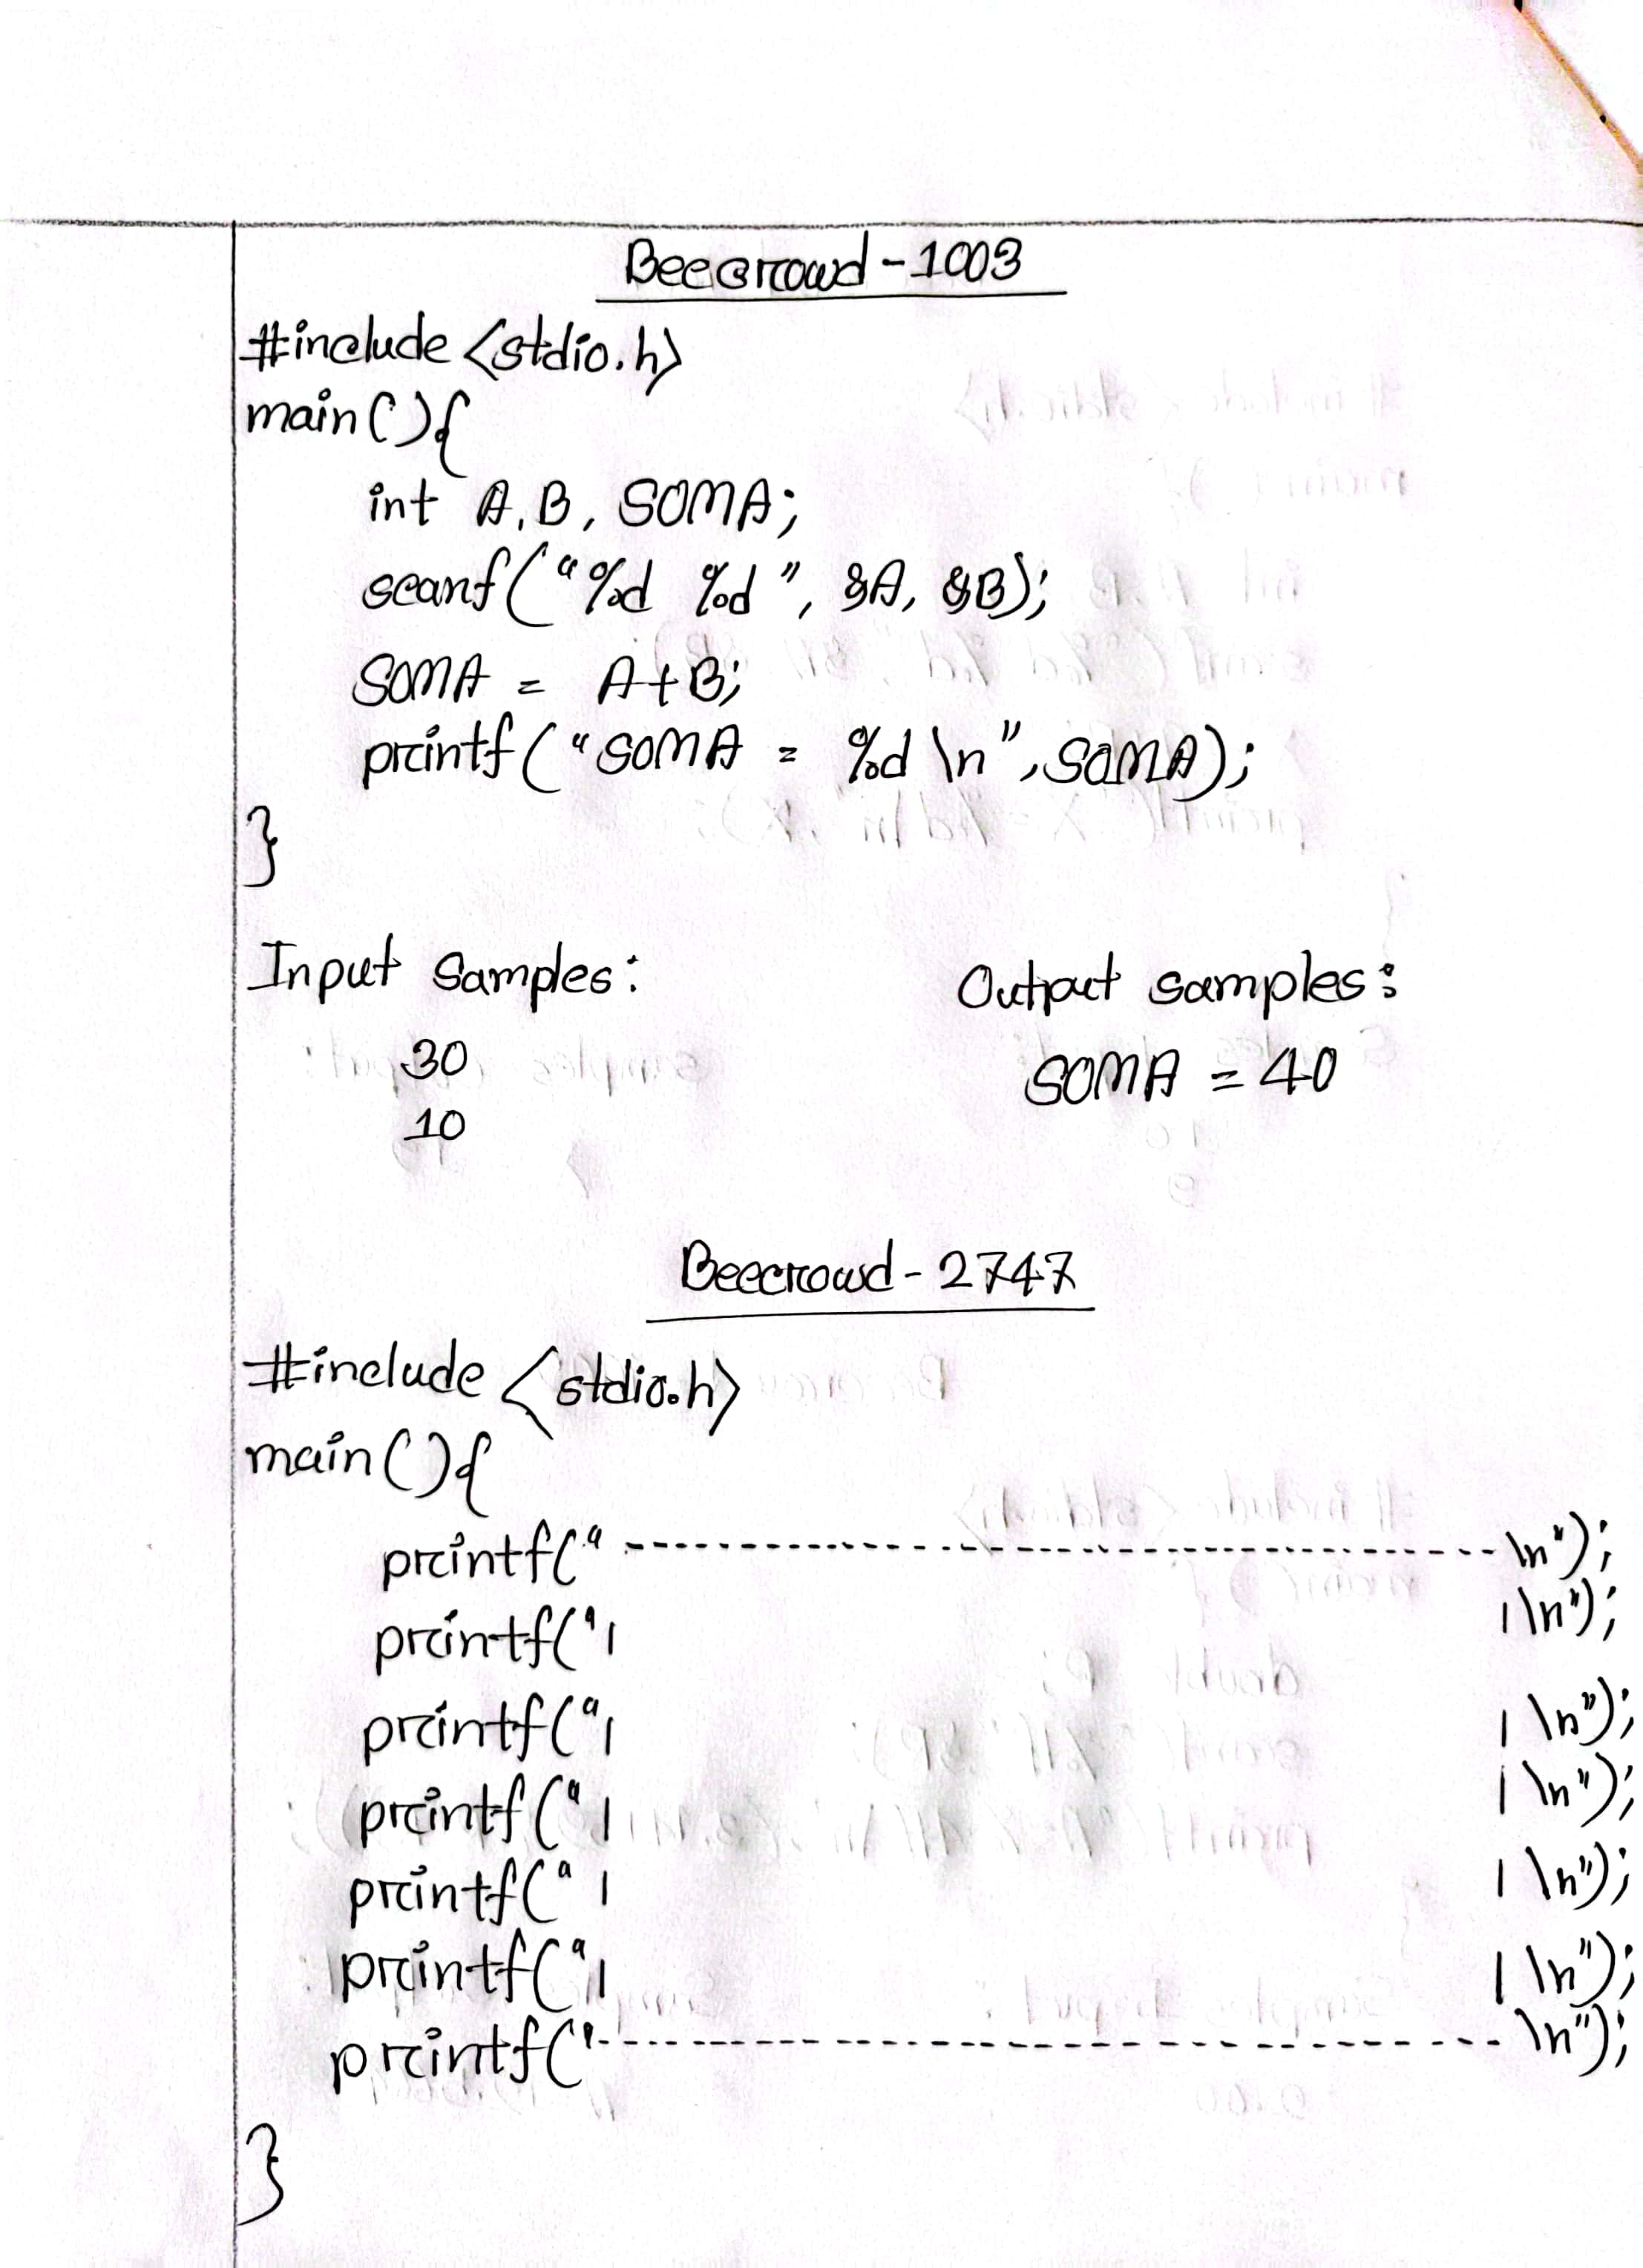 Beecrowd - 1003
#include <stdio.h>
main(){
int A, B, SOMA;
scanf("%d %d", &A, &B);
SOMA = A+B;
printf("SOMA = %d \n", SOMA);
}
Input Samples:
Output samples:
30
SOMA = 40
10
Beecrowd - 2747
#include <stdio.h>
main(){
printf("---------------------------------------\n");
printf("|                                     |\n");
printf("|                                     | \n");
printf("|                                     | \n");
printf("|                                     | \n");
printf("|                                     | \n");
printf("---------------------------------------\n");
}